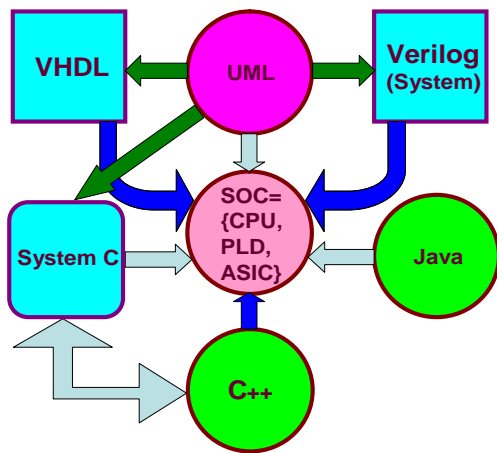 VHDL
UML
Verilog
(System)
SOC=
{CPU,
PLD,
ASIC}
System C
Java
C++